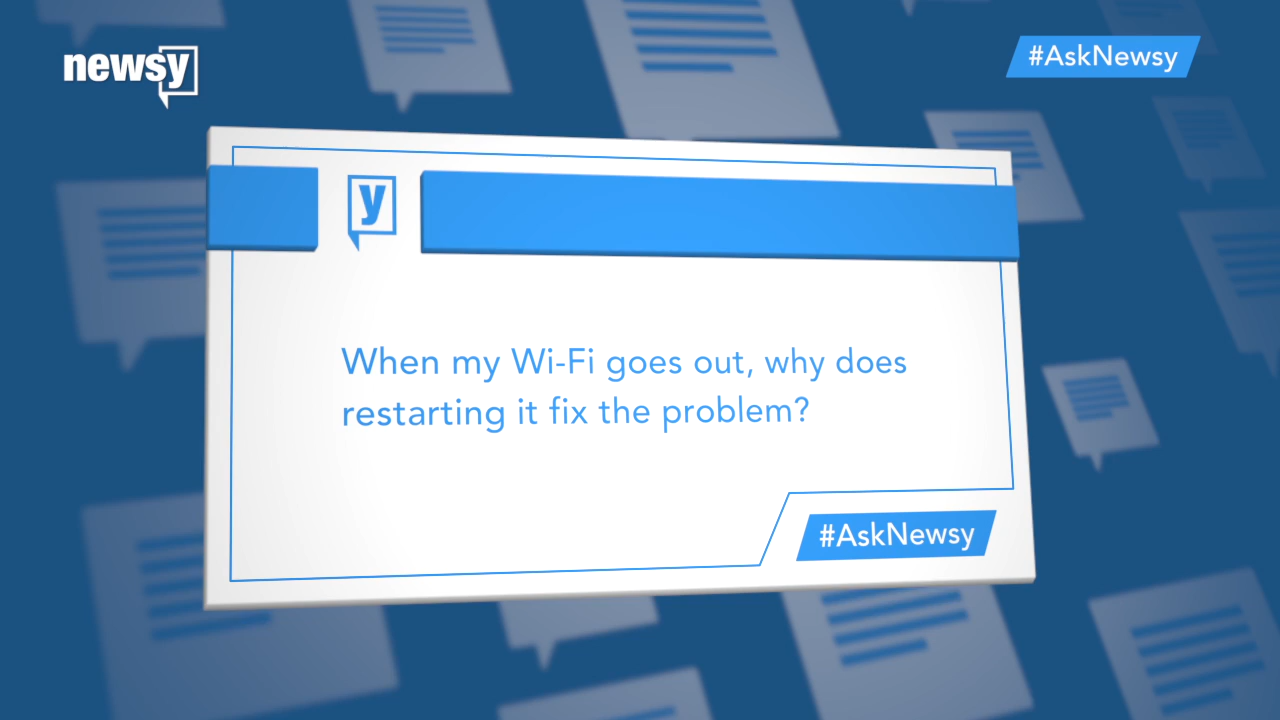 newsy
#AskNewsy
y
When my Wi-Fi goes out, why does
restarting it fix the problem?
#AskNewsy